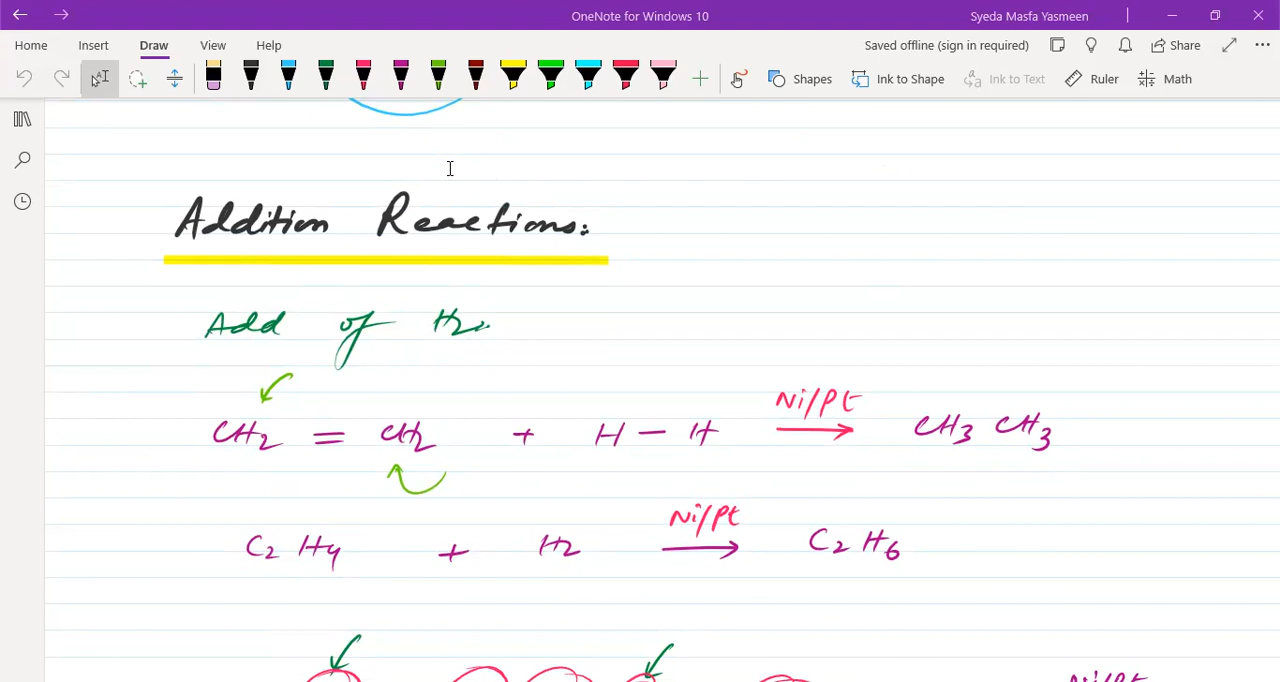 OneNote for Windows 10
Syeda Masfa Yasmeen
Home Insert Draw View Help
Saved offline (sign in required) Share
Shapes Ink to Shape Ink to Text Ruler Math
Addition Reactions:
Add of H2
Ni/Pt
CH2 = CH2 + H - H → CH3 CH3
Ni/Pt
C2 H4 + H2 → C2 H6
Ni/Pt